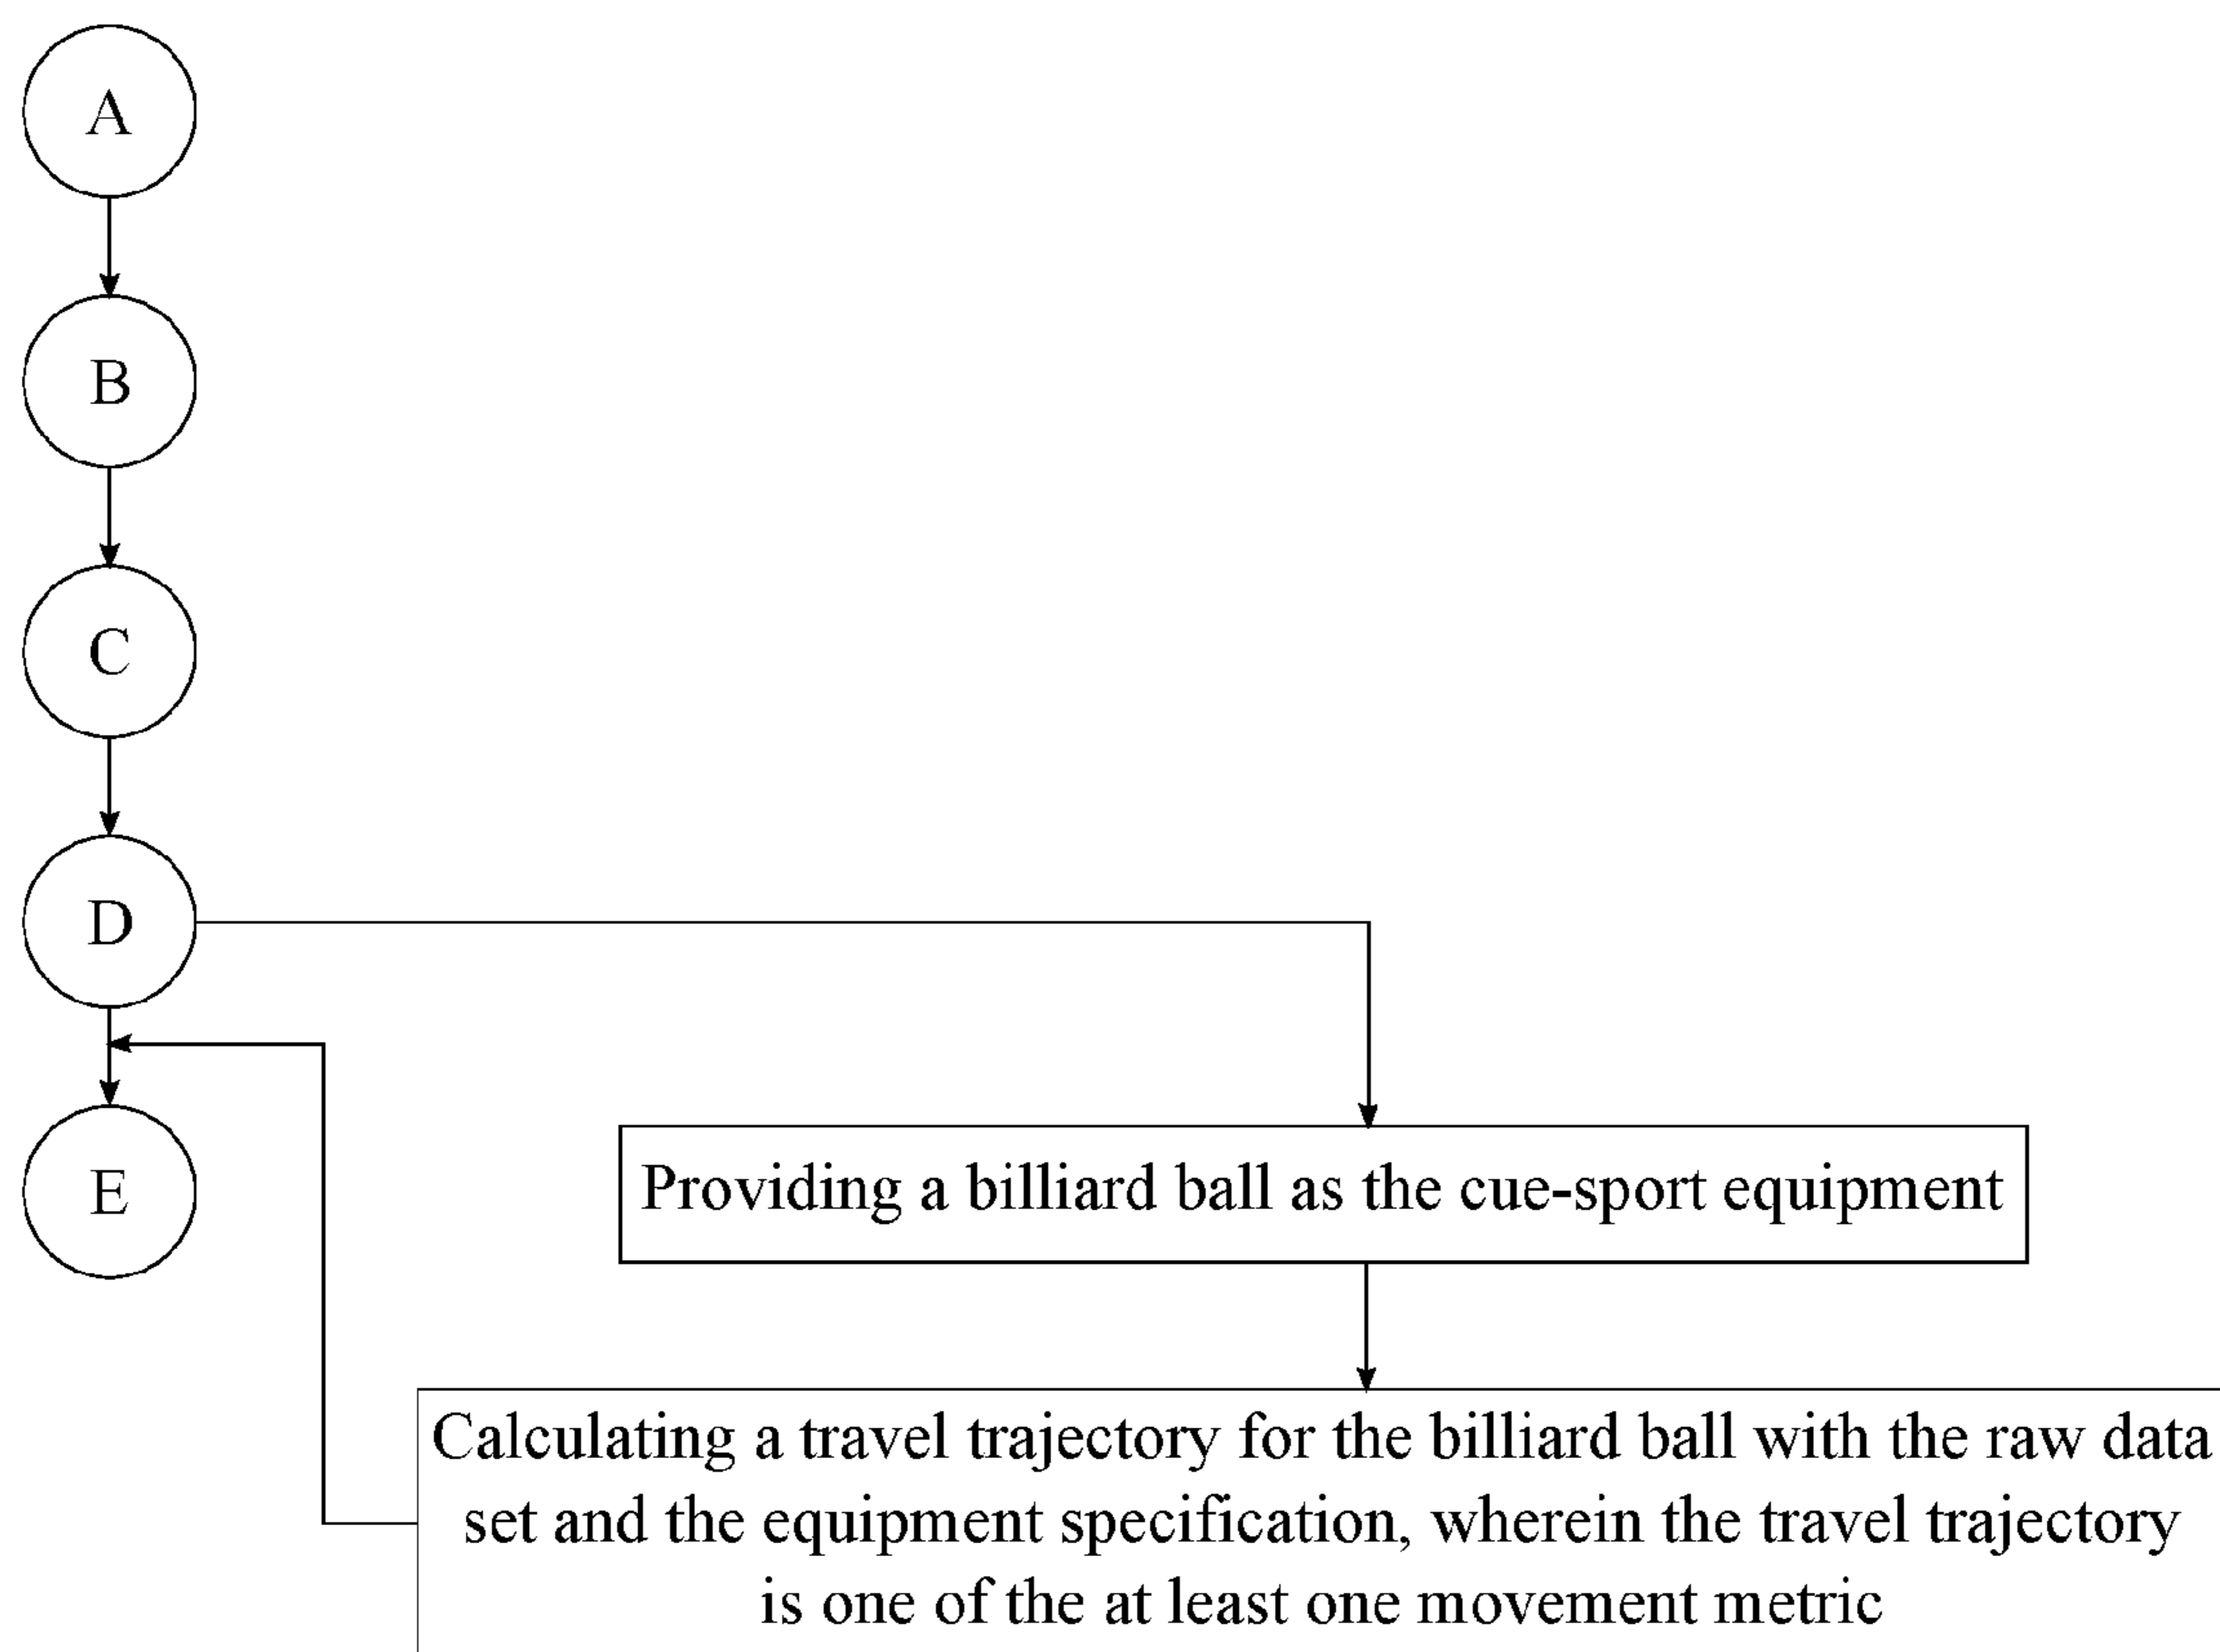 A
B
C
D
E
Providing a billiard ball as the cue-sport equipment
Calculating a travel trajectory for the billiard ball with the raw data
set and the equipment specification, wherein the travel trajectory
is one of the at least one movement metric